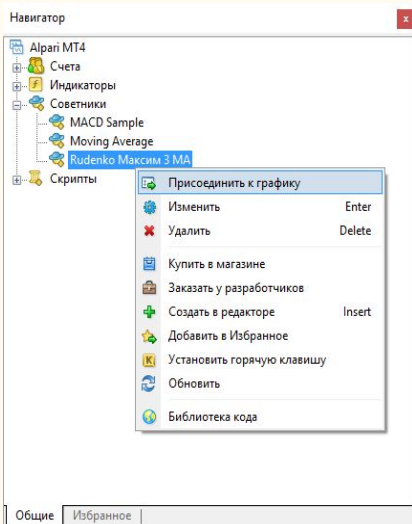 Навигатор
x
Alpari MT4
Счета
Индикаторы
Советники
MACD Sample
Moving Average
Rudenko Максим 3 MA
Скрипты
Присоединить к графику
Изменить Enter
Удалить Delete
Купить в магазине
Заказать у разработчиков
Создать в редакторе Insert
Добавить в Избранное
Установить горячую клавишу
Обновить
Библиотека кода
Общие Избранное